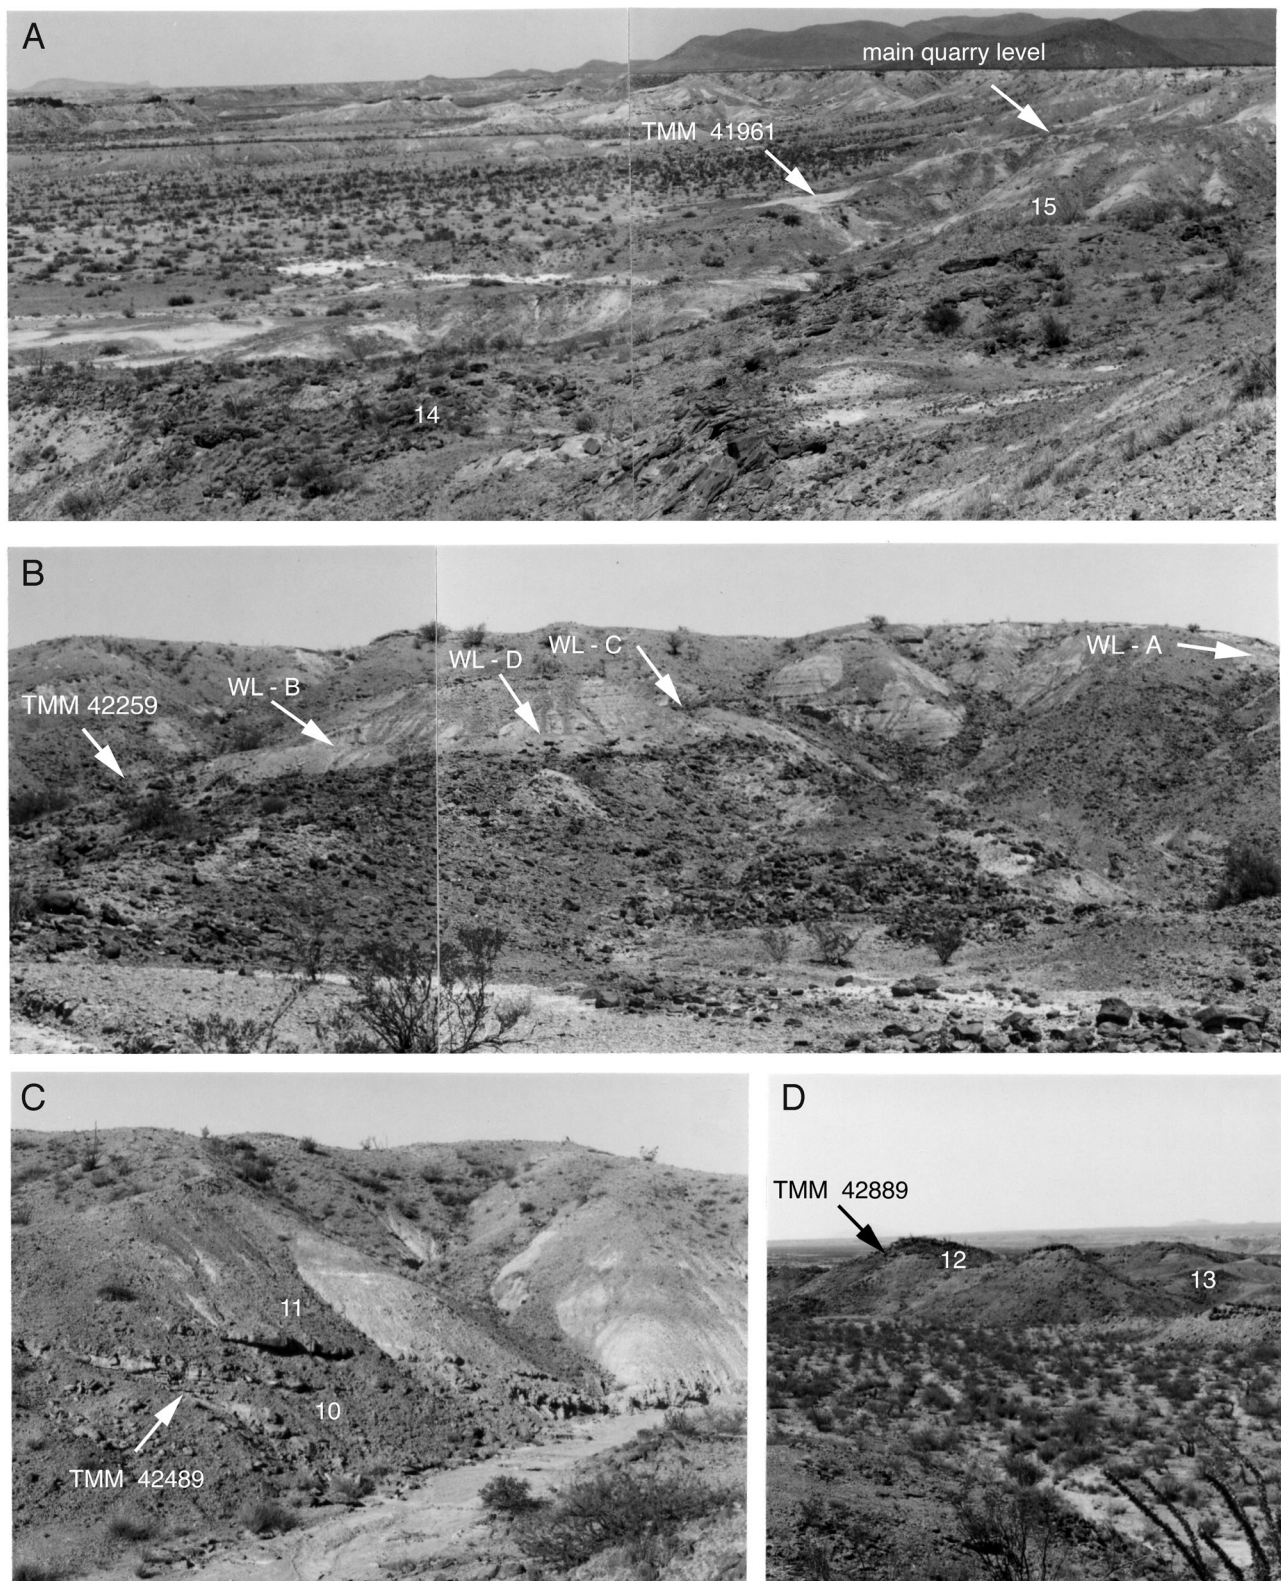 A
main quarry level
TMM 41961
15
14
B
WL - C
WL - A
WL - D
WL - B
TMM 42259
C
11
10
TMM 42489
D
TMM 42889
12
13